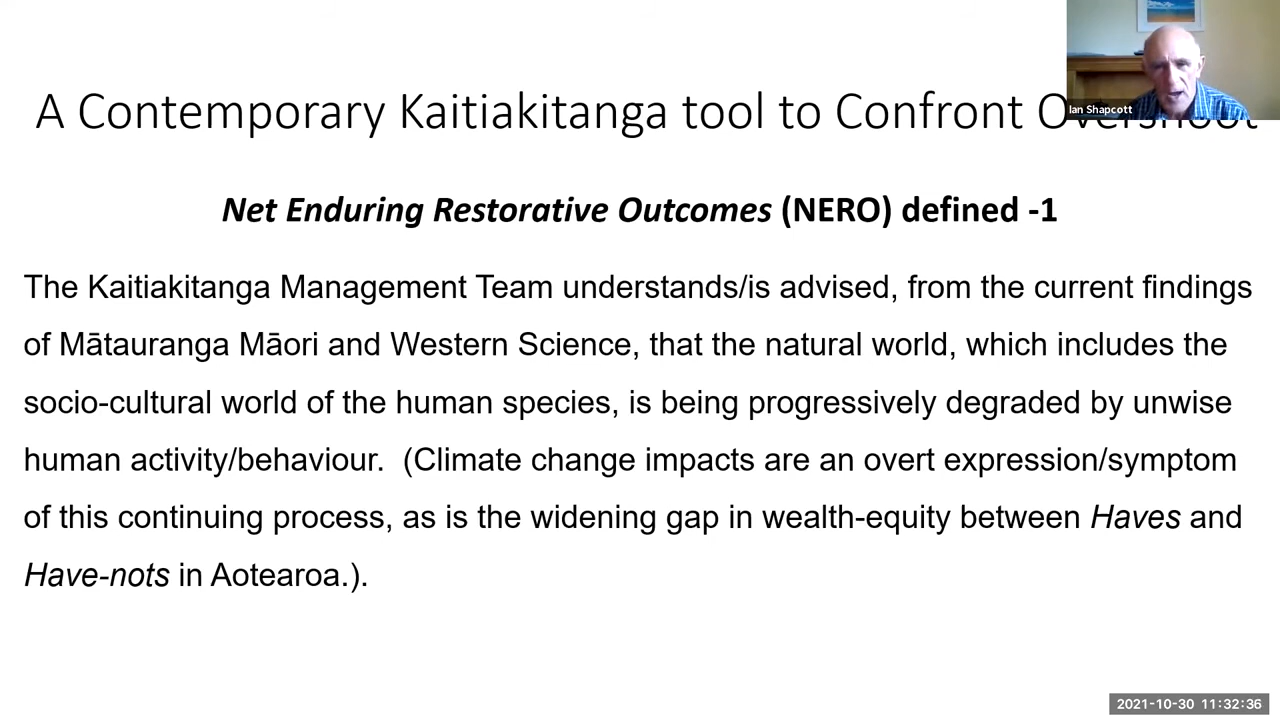 A Contemporary Kaitiakitanga tool to Confront Overshoot
Ian Shapcott
Net Enduring Restorative Outcomes (NERO) defined -1
The Kaitiakitanga Management Team understands/is advised, from the current findings
of Mātauranga Māori and Western Science, that the natural world, which includes the
socio-cultural world of the human species, is being progressively degraded by unwise
human activity/behaviour.  (Climate change impacts are an overt expression/symptom
of this continuing process, as is the widening gap in wealth-equity between Haves and
Have-nots in Aotearoa.).
2021-10-30 11:32:36